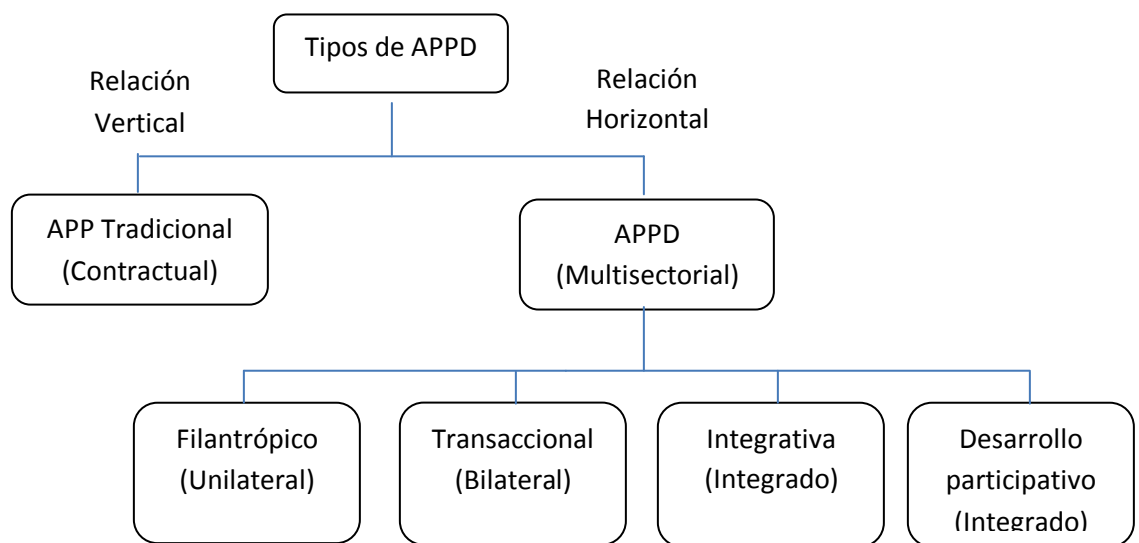 Tipos de APPD
Relación
Vertical
Relación
Horizontal
APP Tradicional
(Contractual)
APPD
(Multisectorial)
Filantrópico
(Unilateral)
Transaccional
(Bilateral)
Integrativa
(Integrado)
Desarrollo
participativo
(Integrado)